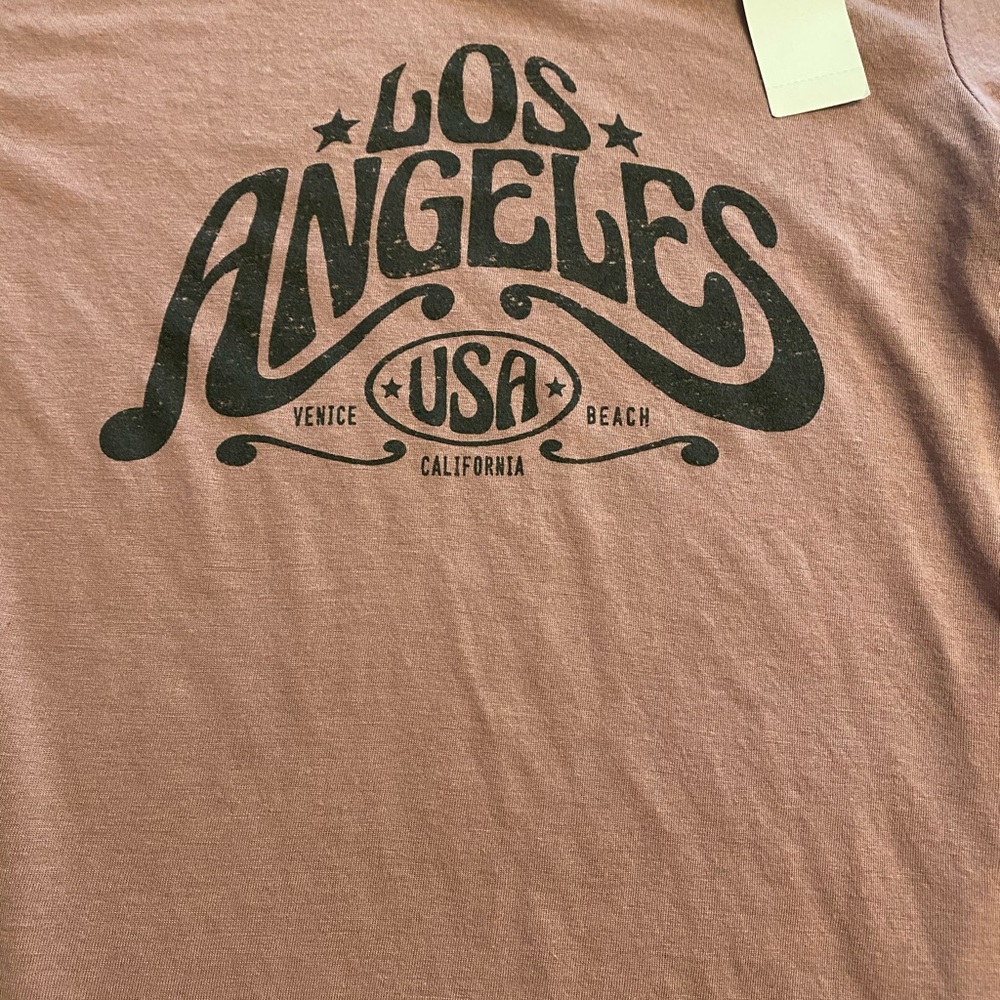 LOS
ANGELES
USA
VENICE BEACH
CALIFORNIA